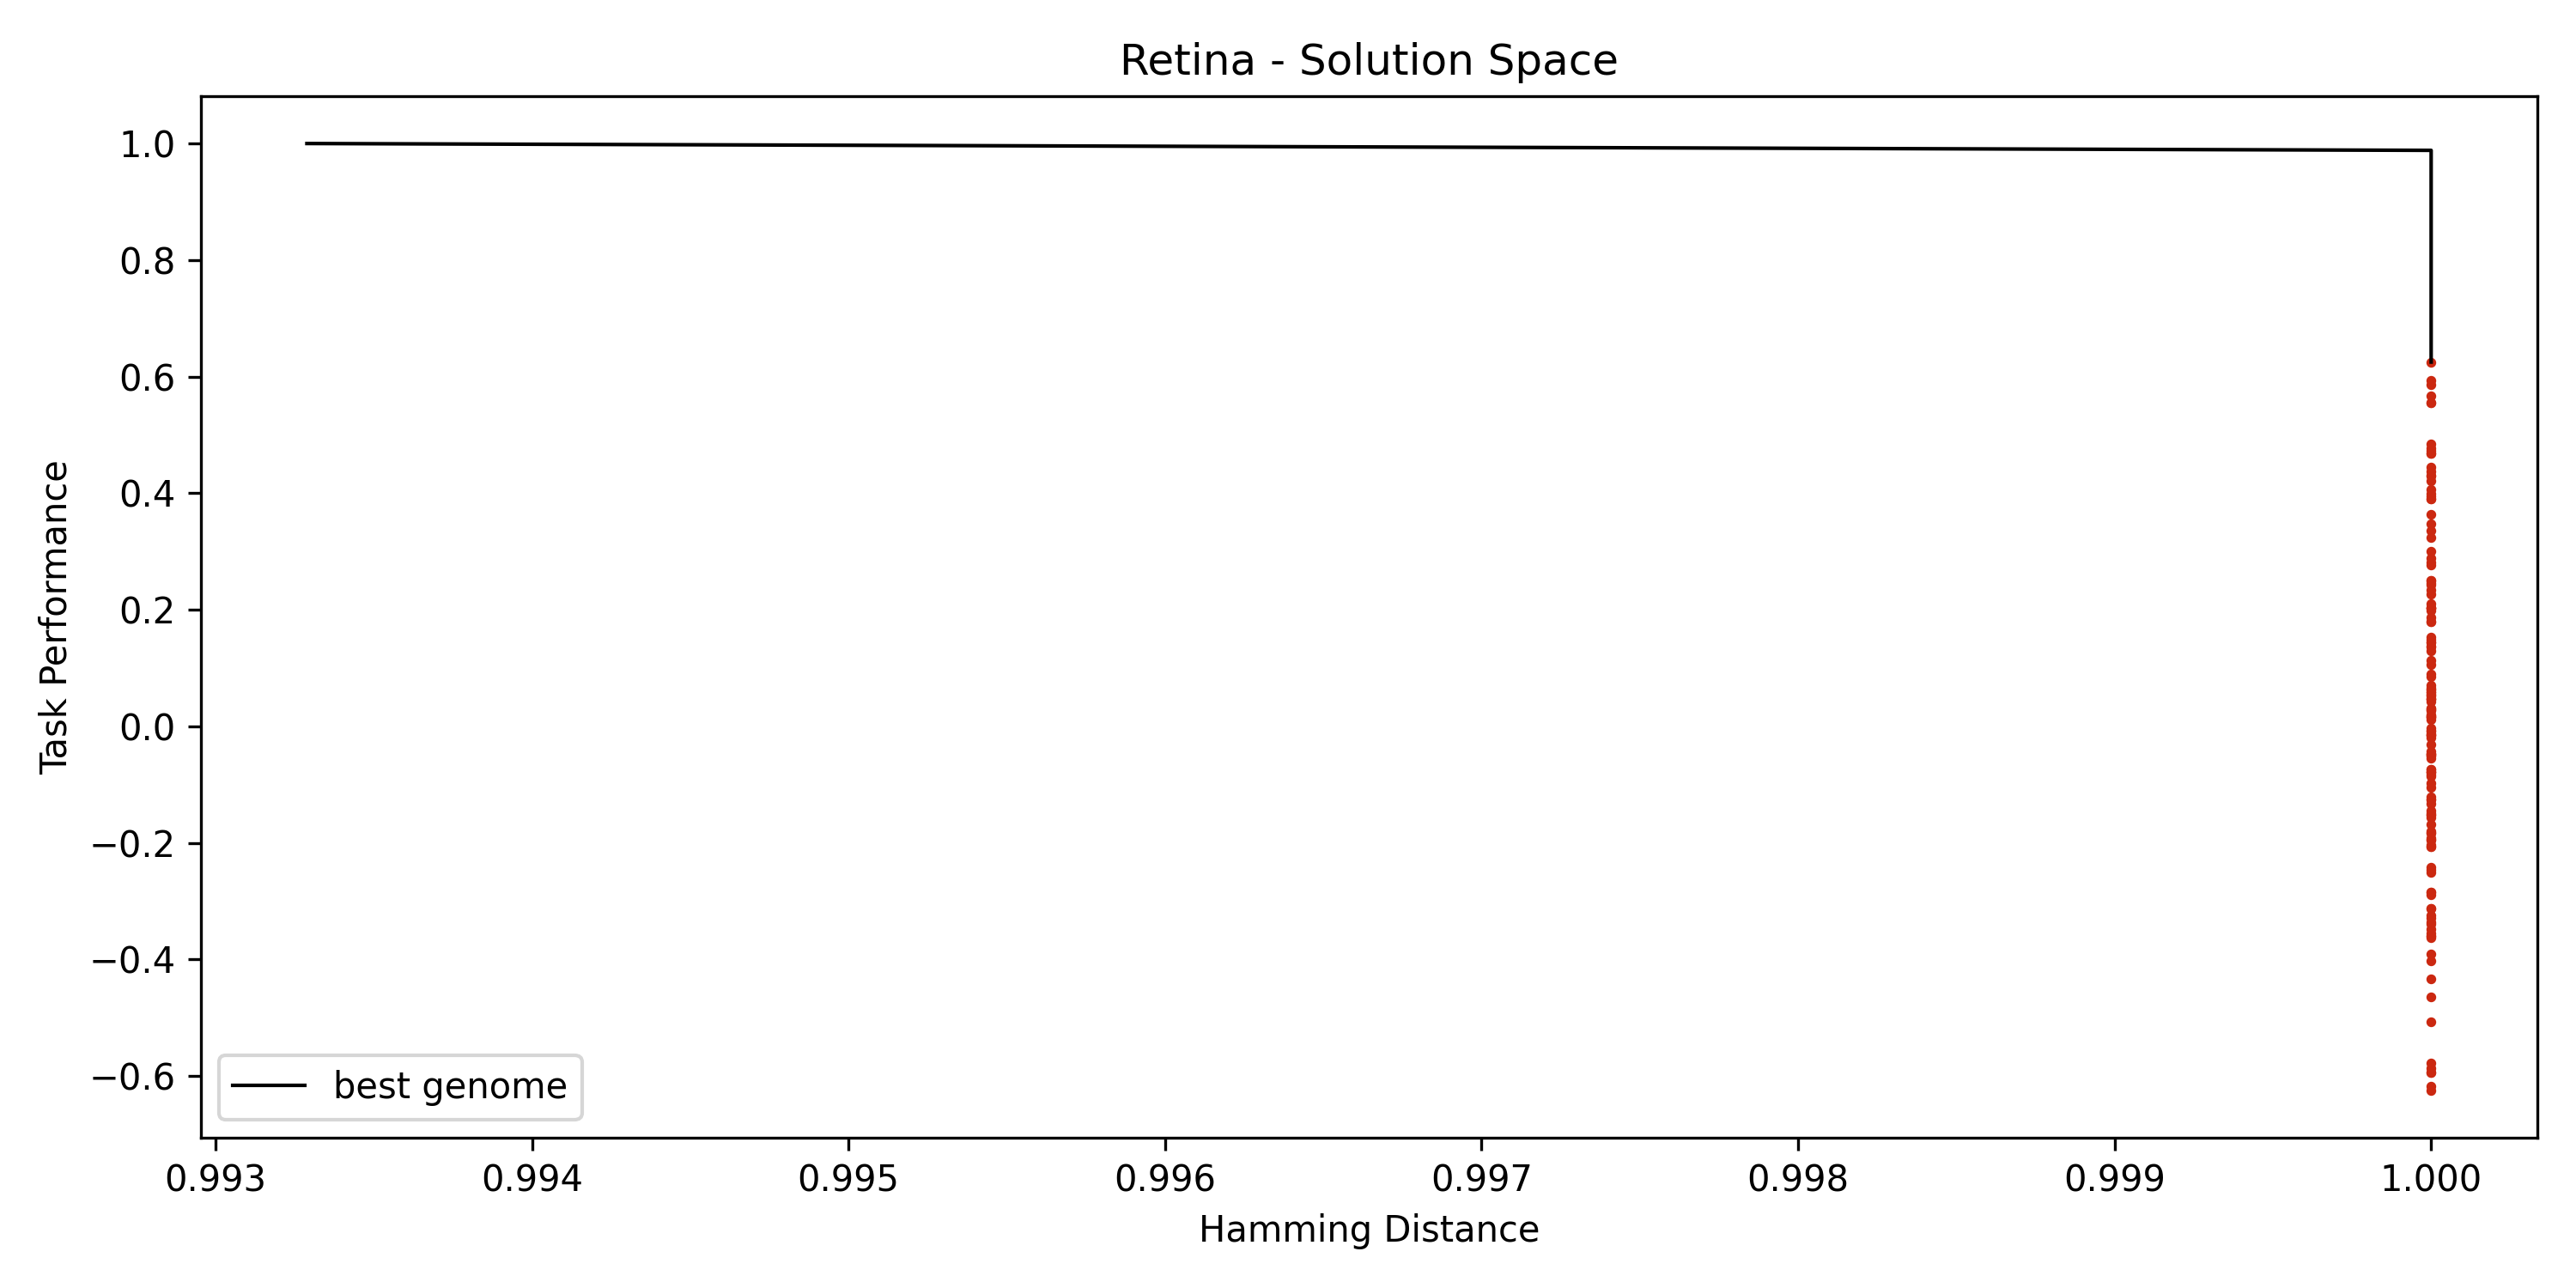 Retina - Solution Space
Task Performance
1.0
0.8
0.6
0.4
0.2
0.0
−0.2
−0.4
−0.6
best genome
0.993 0.994 0.995 0.996 0.997 0.998 0.999 1.000
Hamming Distance